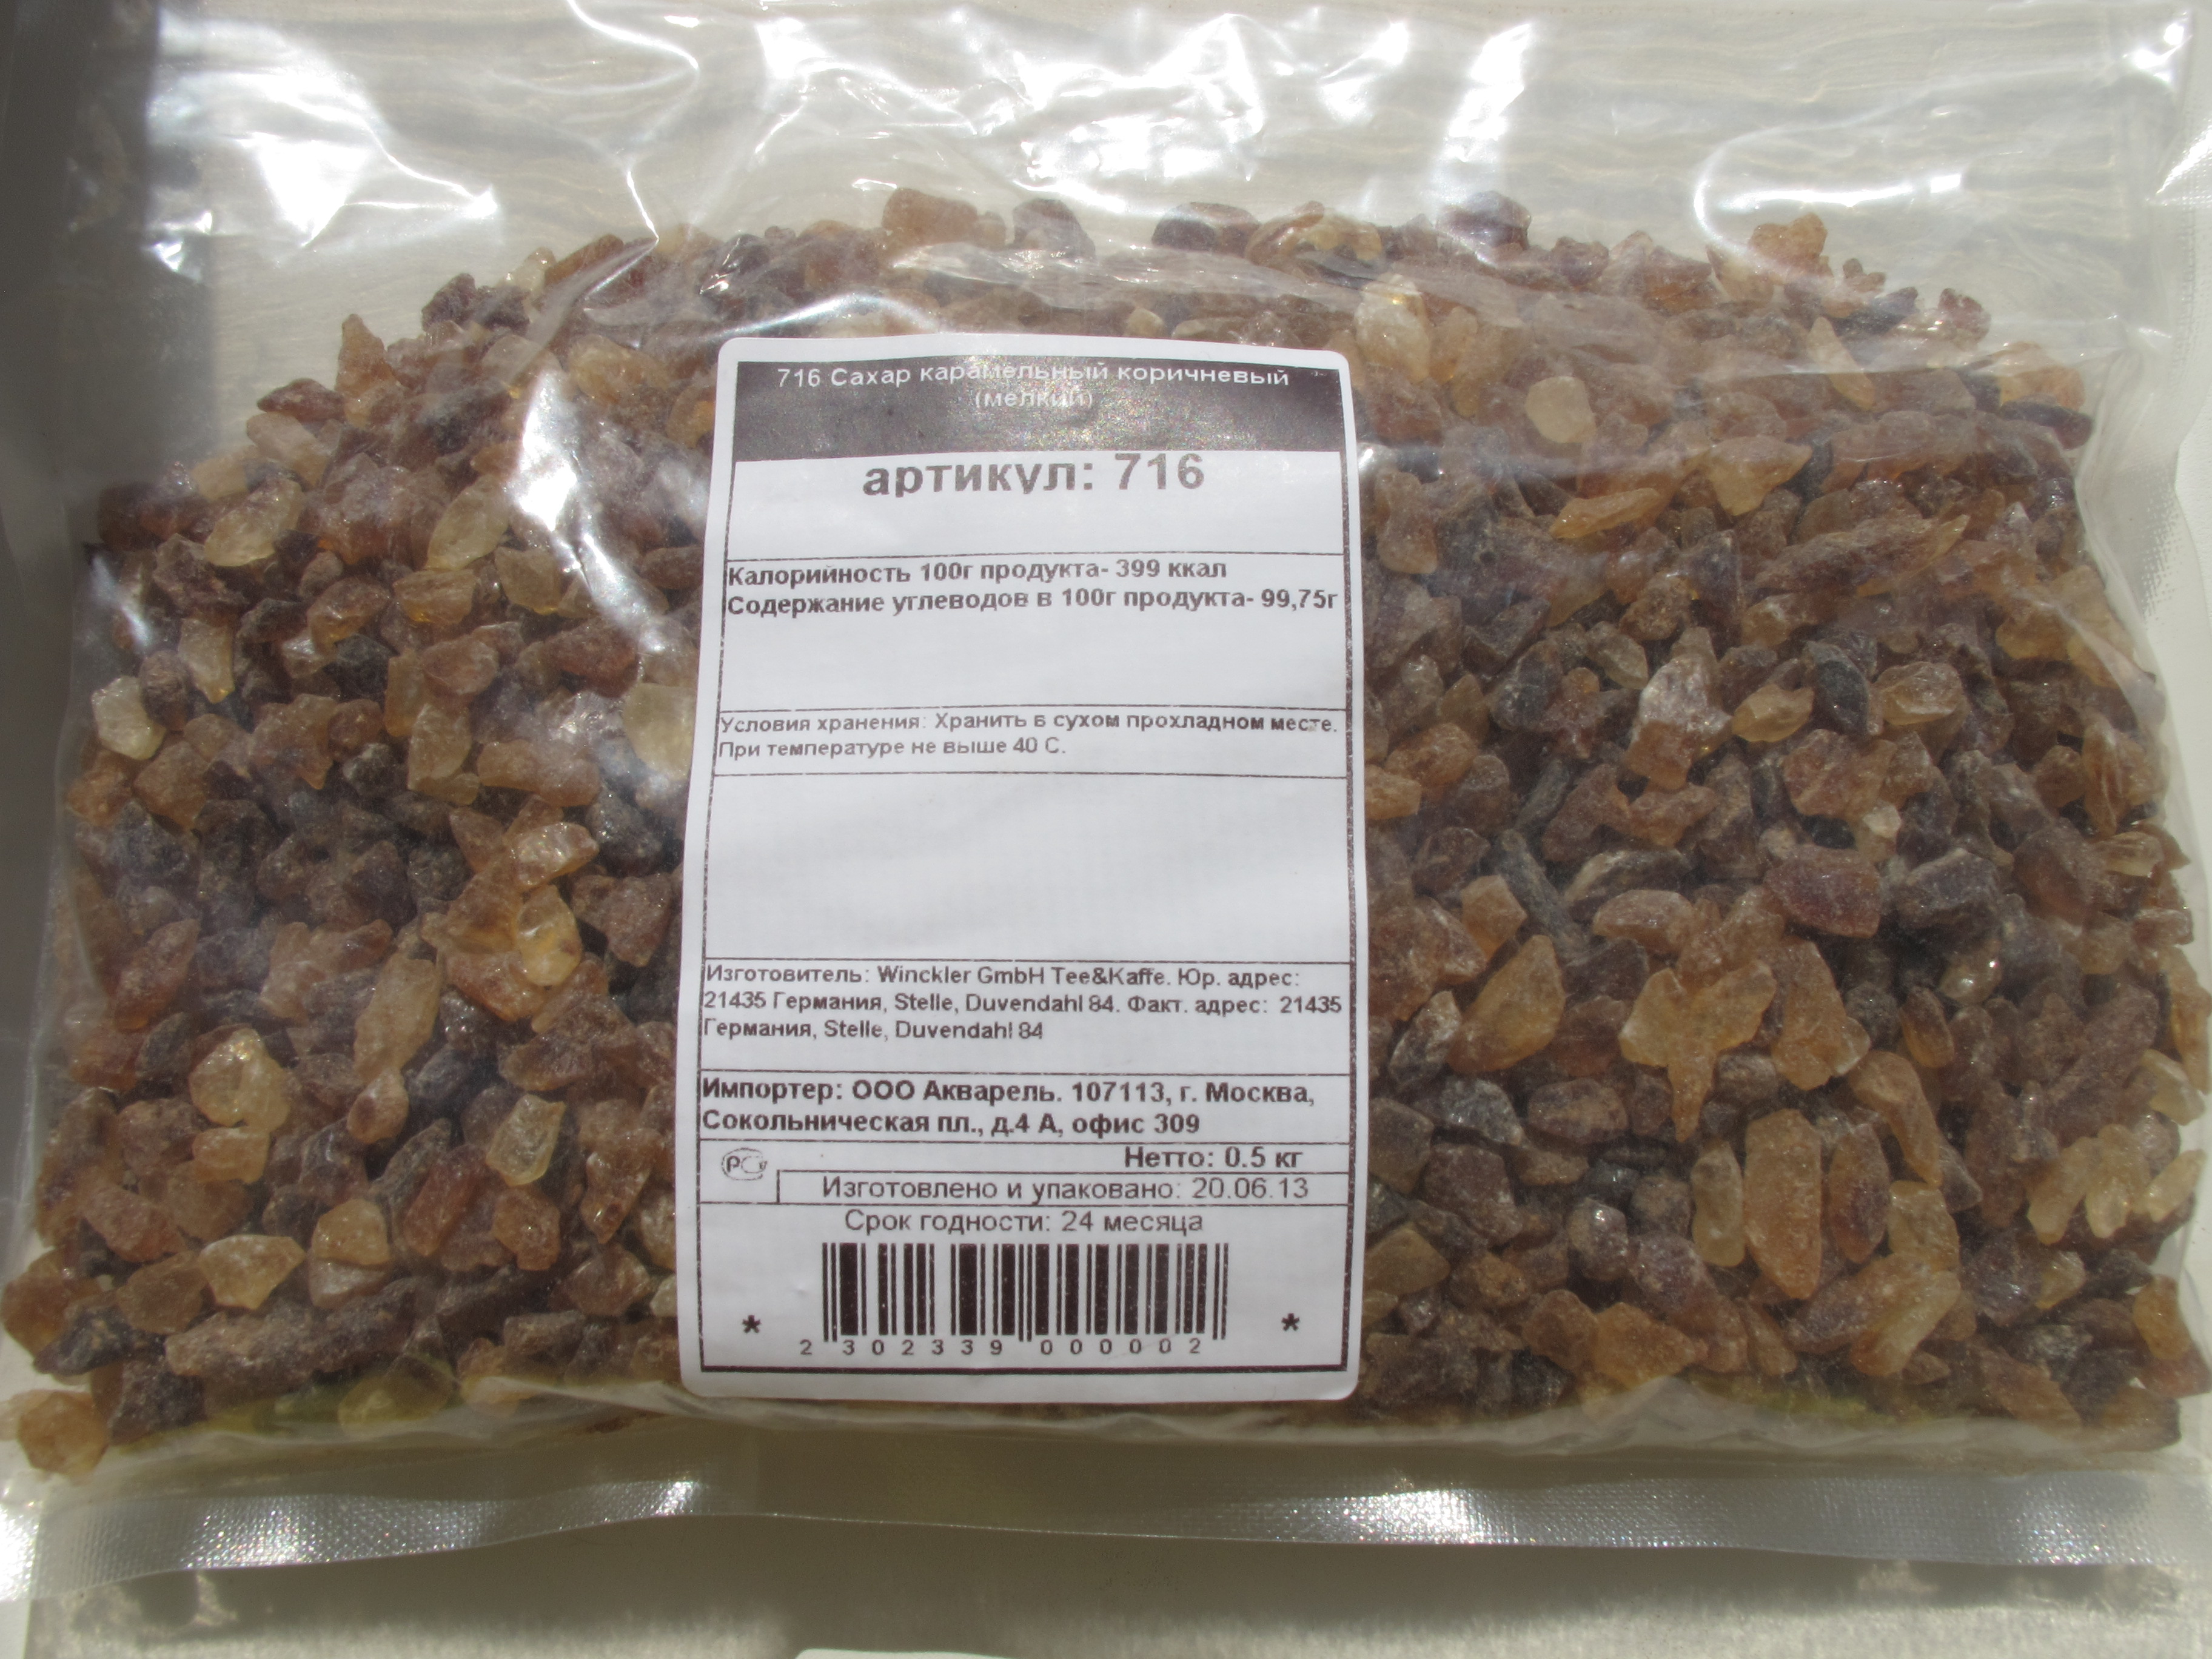 716 Сахар карамельный коричневый
(мелкий)
артикул: 716
Калорийность 100г продукта- 399 ккал
Содержание углеводов в 100г продукта- 99,75г
Условия хранения: Хранить в сухом прохладном месте.
При температуре не выше 40 С.
Изготовитель: Winckler GmbH Tee&Kaffe. Юр. адрес:
21435 Германия, Stelle, Duvendahl 84. Факт. адрес: 21435
Германия, Stelle, Duvendahl 84
Импортер: ООО Акварель. 107113, г. Москва,
Сокольническая пл., д.4 А, офис 309
РСТ
Нетто: 0.5 кг
Изготовлено и упаковано: 20.06.13
Срок годности: 24 месяца
* 2 302339 000002 *